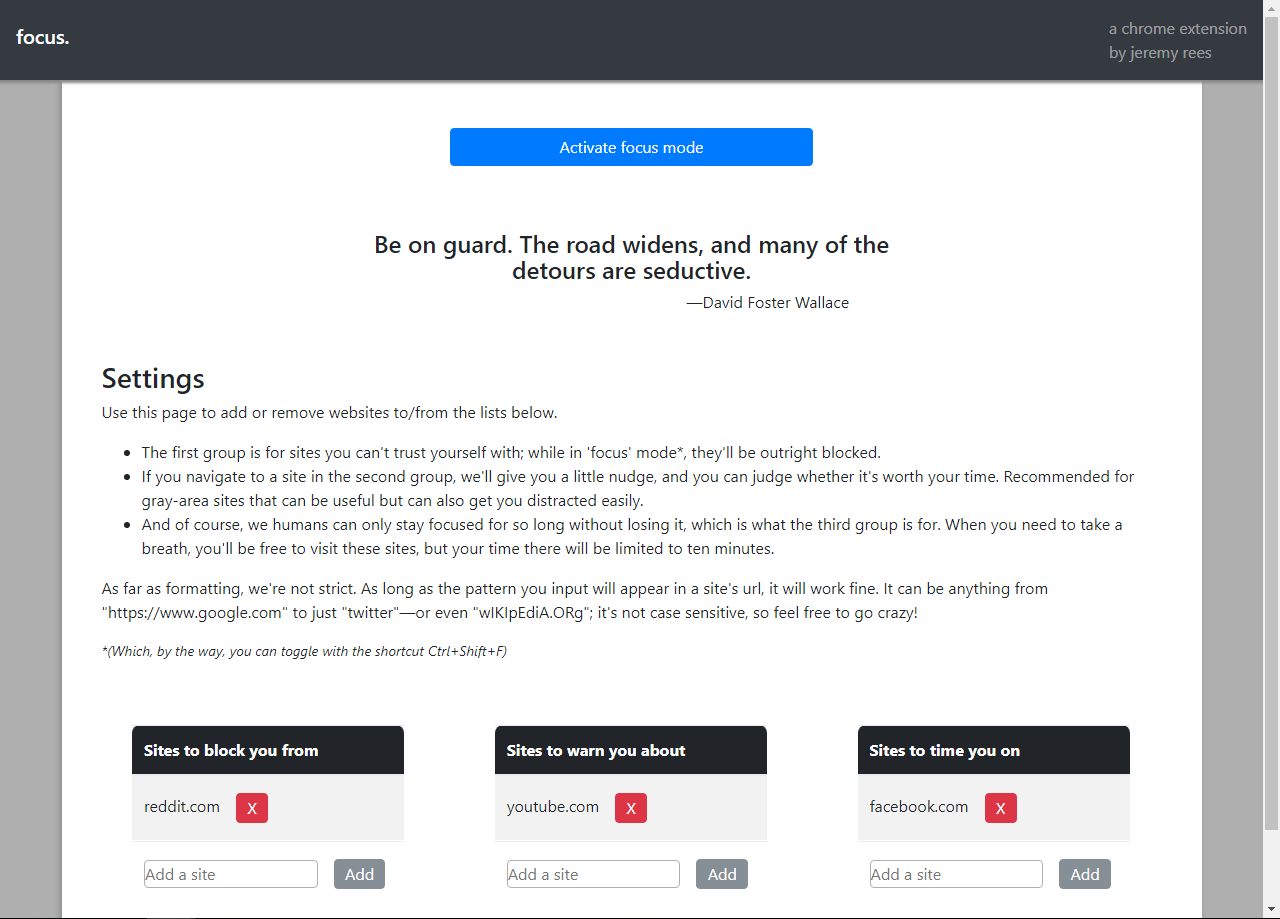 focus.
a chrome extension
by jeremy rees
Activate focus mode
Be on guard. The road widens, and many of the
detours are seductive.
—David Foster Wallace
Settings
Use this page to add or remove websites to/from the lists below.
The first group is for sites you can't trust yourself with; while in 'focus' mode*, they'll be outright blocked.
If you navigate to a site in the second group, we'll give you a little nudge, and you can judge whether it's worth your time. Recommended for
gray-area sites that can be useful but can also get you distracted easily.
And of course, we humans can only stay focused for so long without losing it, which is what the third group is for. When you need to take a
breath, you'll be free to visit these sites, but your time there will be limited to ten minutes.
As far as formatting, we're not strict. As long as the pattern you input will appear in a site's url, it will work fine. It can be anything from
"https://www.google.com" to just "twitter"—or even "wIKIpEdiA.ORg"; it's not case sensitive, so feel free to go crazy!
*(Which, by the way, you can toggle with the shortcut Ctrl+Shift+F)
Sites to block you from
reddit.com X
Add a site Add
Sites to warn you about
youtube.com X
Add a site Add
Sites to time you on
facebook.com X
Add a site Add